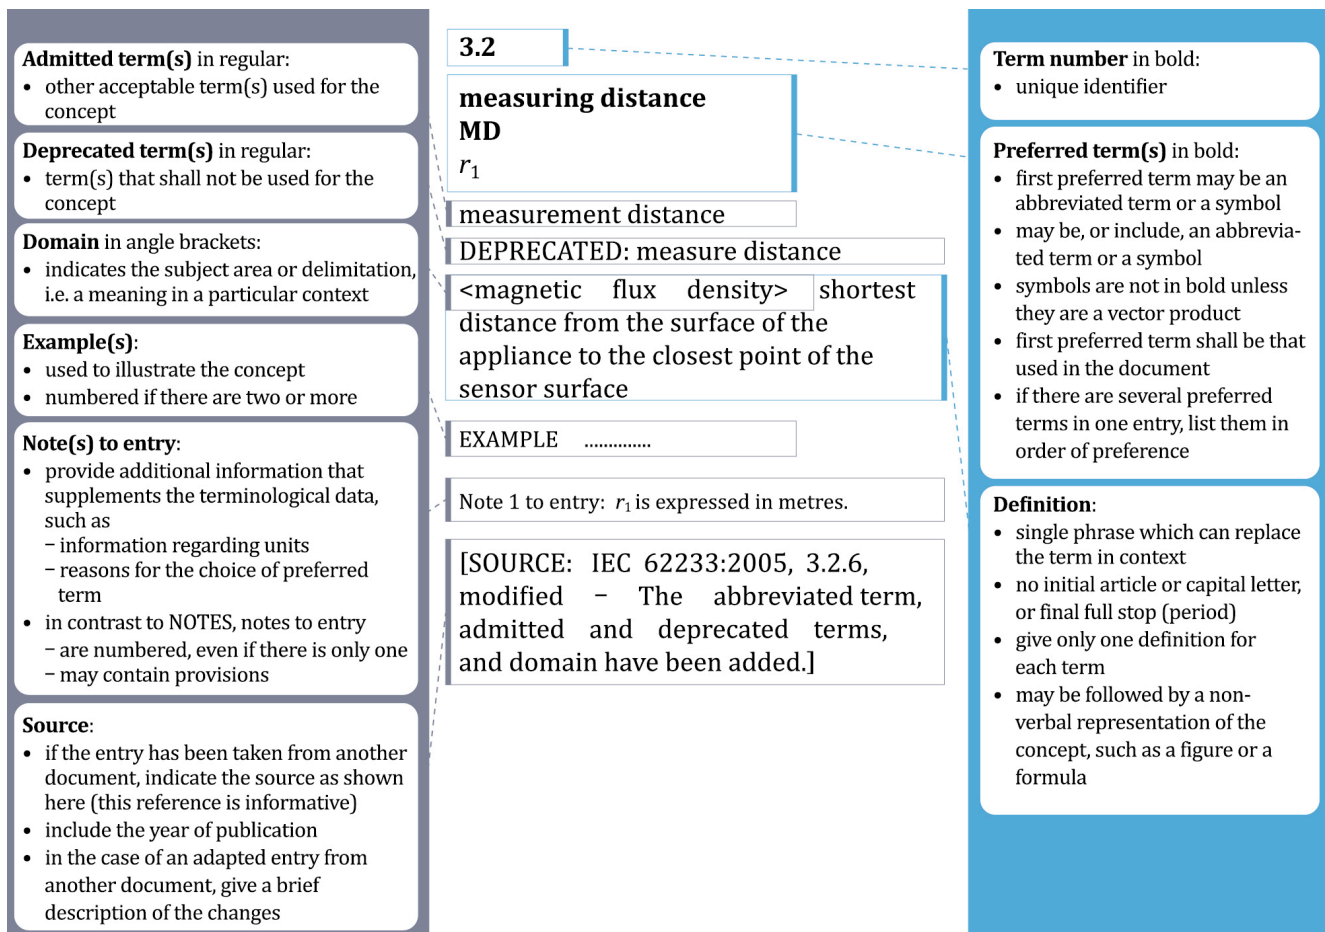 Admitted term(s) in regular:
• other acceptable term(s) used for the
concept
Deprecated term(s) in regular:
• term(s) that shall not be used for the
concept
Domain in angle brackets:
• indicates the subject area or delimitation,
i.e. a meaning in a particular context
Example(s):
• used to illustrate the concept
• numbered if there are two or more
Note(s) to entry:
• provide additional information that
supplements the terminological data,
such as
– information regarding units
– reasons for the choice of preferred
term
• in contrast to NOTES, notes to entry
– are numbered, even if there is only one
– may contain provisions
Source:
• if the entry has been taken from another
document, indicate the source as shown
here (this reference is informative)
• include the year of publication
• in the case of an adapted entry from
another document, give a brief
description of the changes
3.2
measuring distance
MD
r₁
measurement distance
DEPRECATED: measure distance
<magnetic flux density> shortest
distance from the surface of the
appliance to the closest point of the
sensor surface
EXAMPLE ..............
Note 1 to entry: r₁ is expressed in metres.
[SOURCE: IEC 62233:2005, 3.2.6,
modified – The abbreviated term,
admitted and deprecated terms,
and domain have been added.]
Term number in bold:
• unique identifier
Preferred term(s) in bold:
• first preferred term may be an
abbreviated term or a symbol
• may be, or include, an abbrevia-
ted term or a symbol
• symbols are not in bold unless
they are a vector product
• first preferred term shall be that
used in the document
• if there are several preferred
terms in one entry, list them in
order of preference
Definition:
• single phrase which can replace
the term in context
• no initial article or capital letter,
or final full stop (period)
• give only one definition for
each term
• may be followed by a non-
verbal representation of the
concept, such as a figure or a
formula